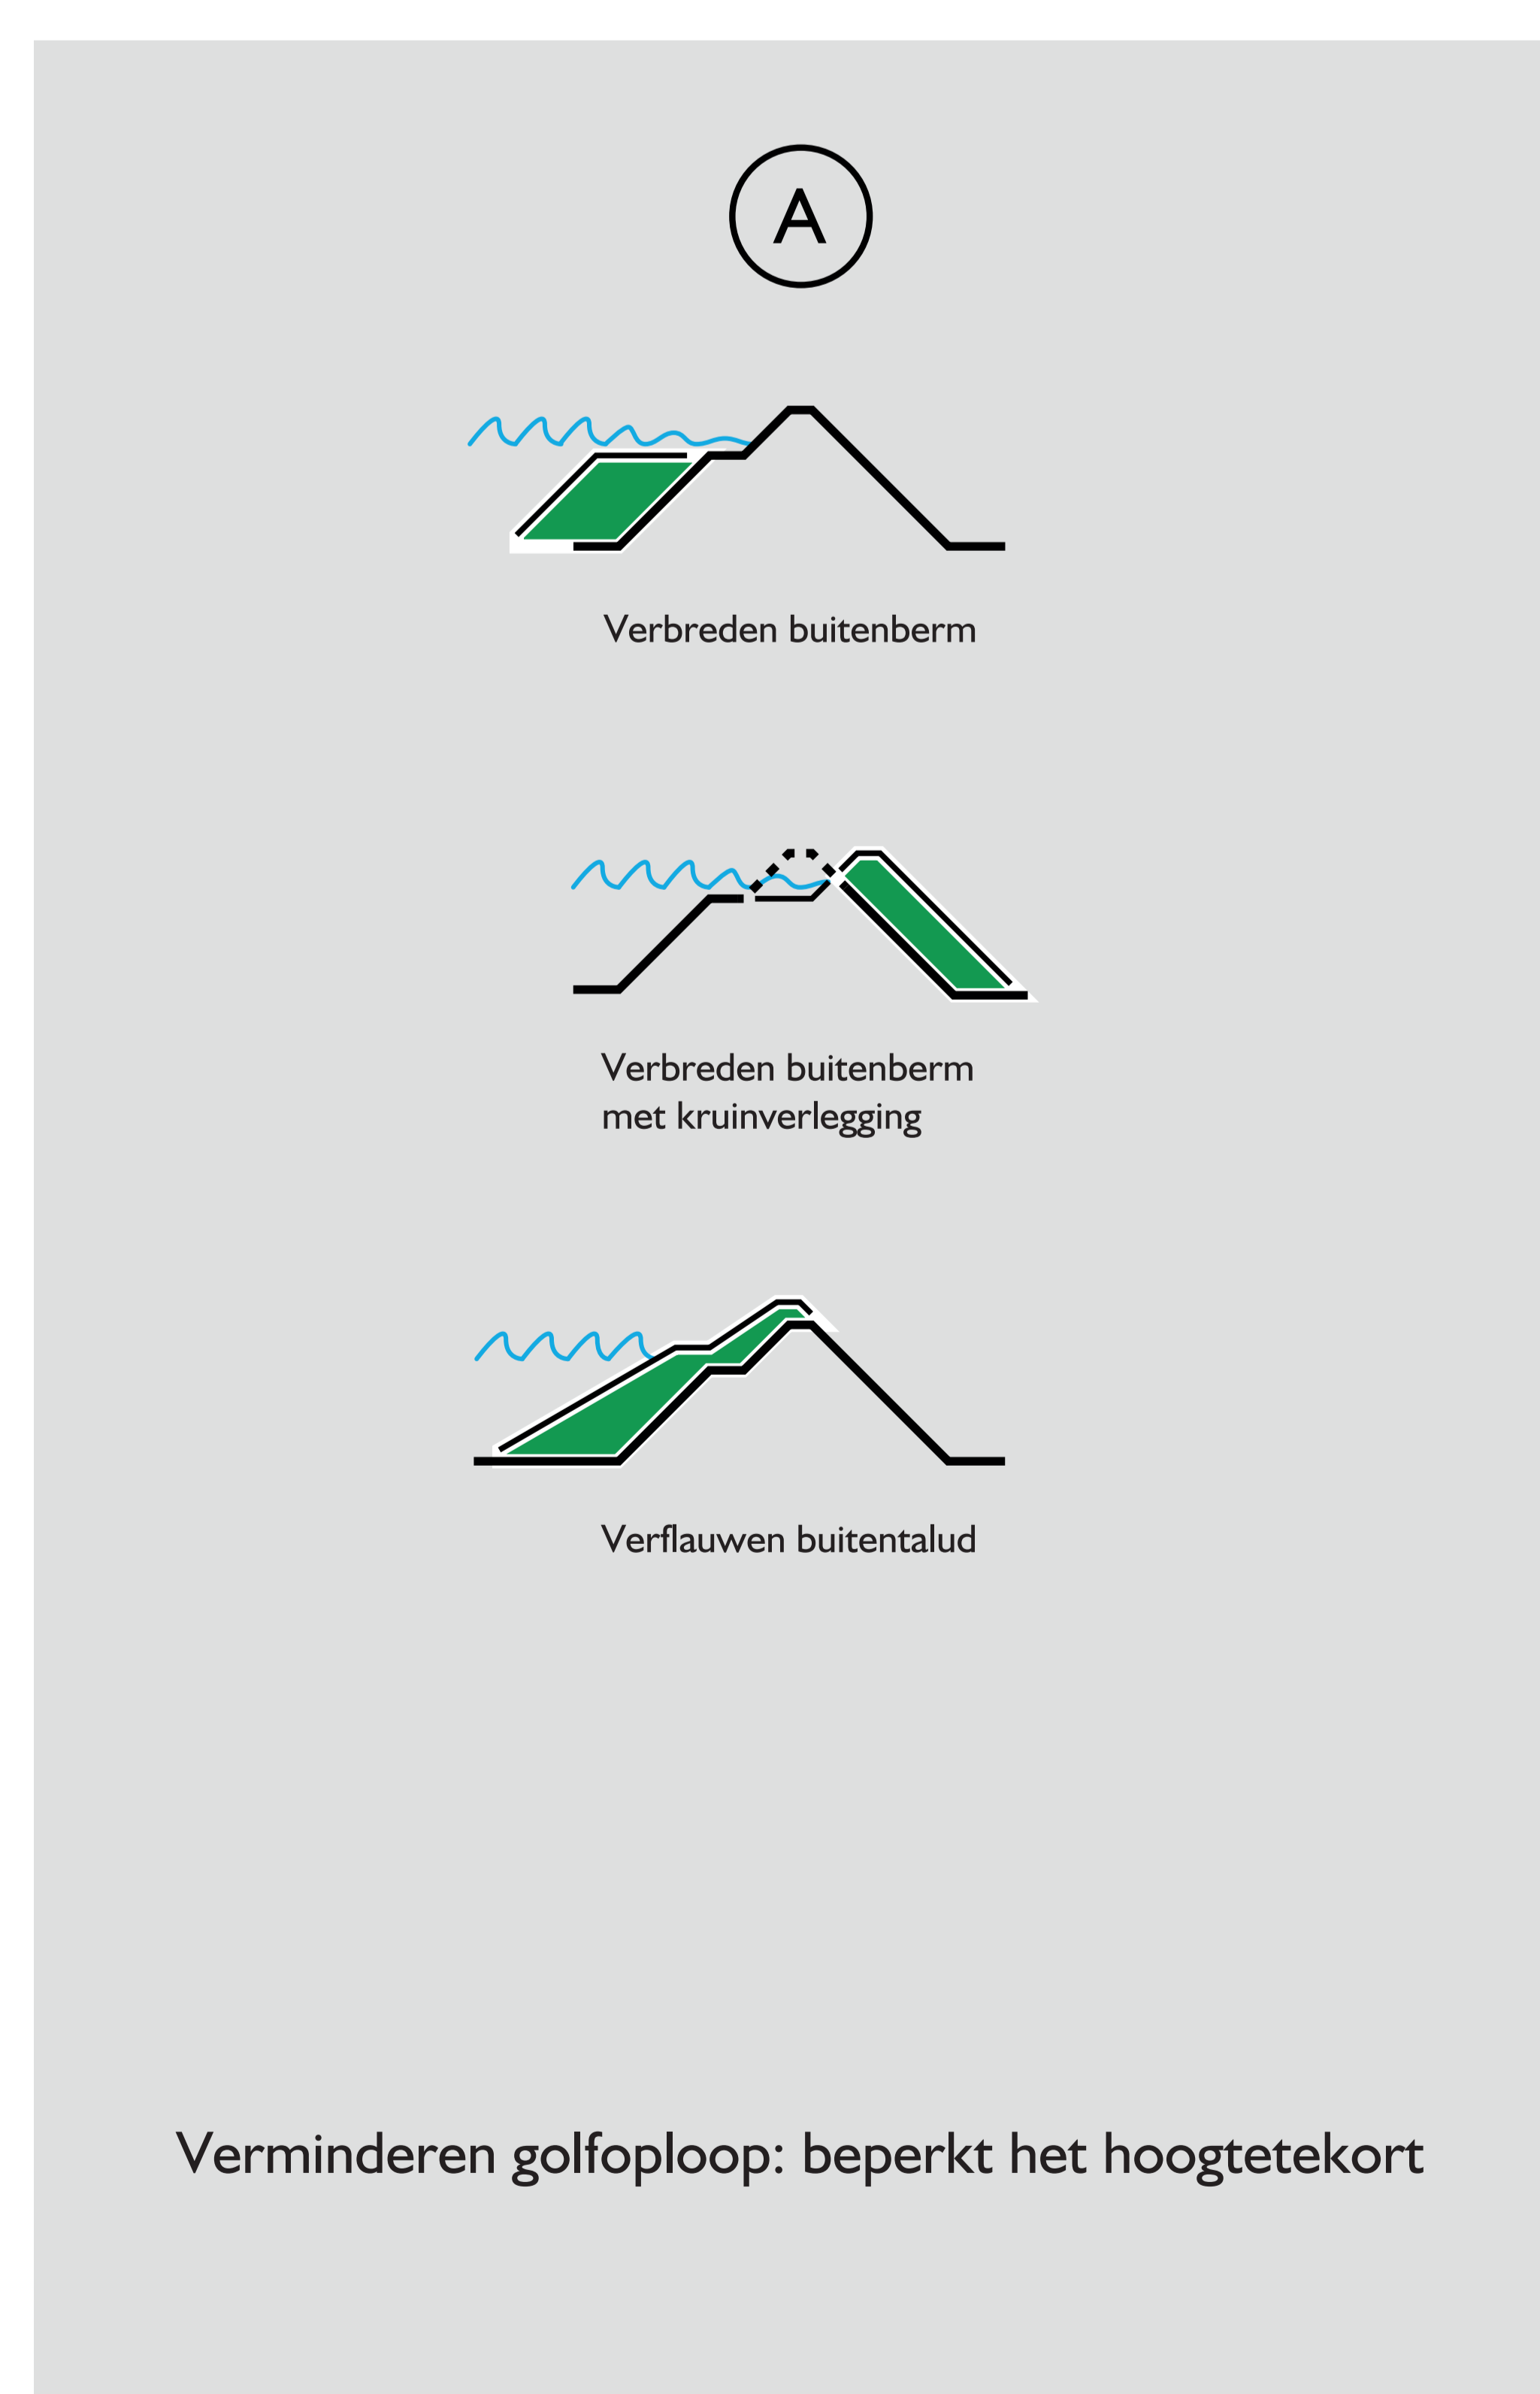 A
Verbreden buitenberm
Verbreden buitenberm
met kruinverlegging
Verflauwen buitentalud
Verminderen golfoploop: beperkt het hoogtetekort